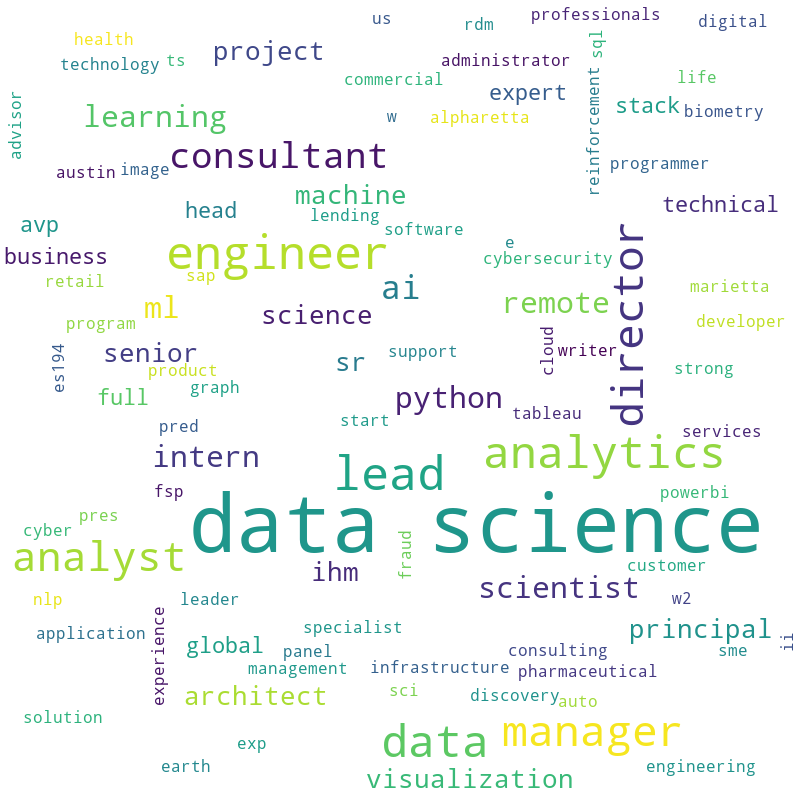 us
rdm
professionals
digital
health
project
administrator
sql
technology
ts
commercial
expert
reinforcement
life
advisor
learning
w
alpharetta
stack
biometry
austin
image
consultant
programmer
machine
technical
avp
head
lending
software
director
business
engineer
e
cybersecurity
retail
sap
ai
marietta
ml
science
remote
program
developer
senior
sr
support
cloud
writer
es194
product
graph
strong
full
python
pred
start
tableau
services
intern
lead
analytics
fsp
data science
powerbi
pres
cyber
analyst
fraud
customer
ihm
scientist
nlp
leader
w2
application
experience
global
specialist
principal
ii
panel
consulting
sme
management
infrastructure
pharmaceutical
architect
sci
discovery
auto
solution
exp
data
manager
earth
visualization
engineering